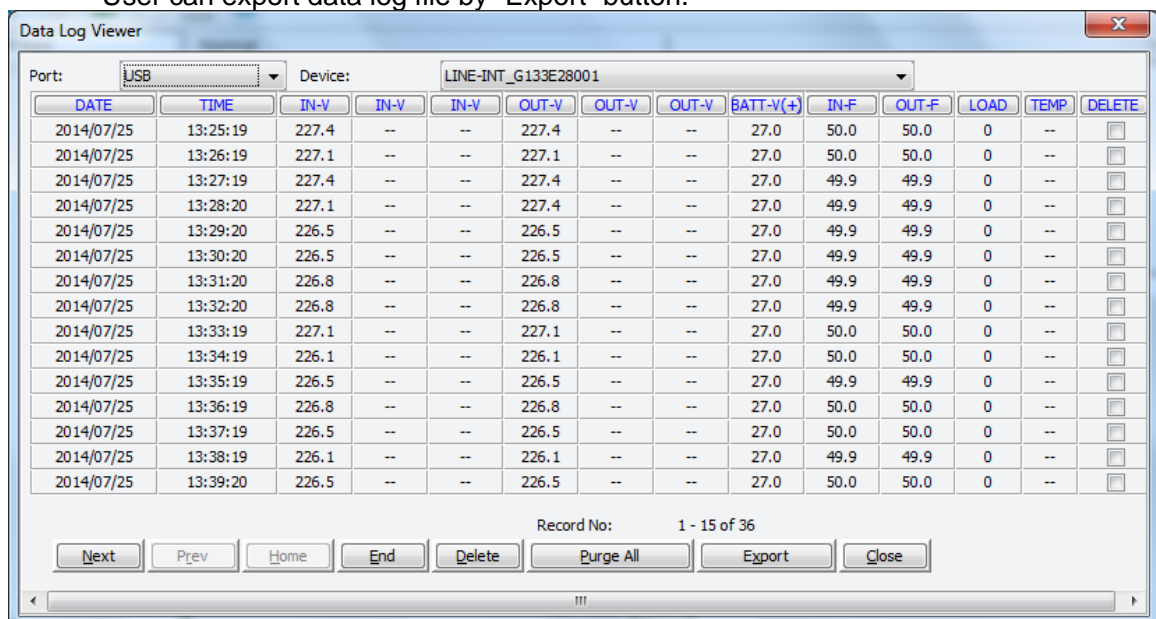 User can export data log file by "Export" button.
Data Log Viewer
Port: USB Device: LINE-INT_G133E28001
DATE TIME IN-V IN-V IN-V OUT-V OUT-V OUT-V BATT-V(+) IN-F OUT-F LOAD TEMP DELETE
2014/07/25 13:25:19 227.4 -- -- 227.4 -- -- 27.0 50.0 50.0 0 --
2014/07/25 13:26:19 227.1 -- -- 227.1 -- -- 27.0 50.0 50.0 0 --
2014/07/25 13:27:19 227.4 -- -- 227.4 -- -- 27.0 49.9 49.9 0 --
2014/07/25 13:28:20 227.1 -- -- 227.4 -- -- 27.0 49.9 49.9 0 --
2014/07/25 13:29:20 226.5 -- -- 226.5 -- -- 27.0 49.9 49.9 0 --
2014/07/25 13:30:20 226.5 -- -- 226.5 -- -- 27.0 49.9 49.9 0 --
2014/07/25 13:31:20 226.8 -- -- 226.8 -- -- 27.0 49.9 49.9 0 --
2014/07/25 13:32:20 226.8 -- -- 226.8 -- -- 27.0 49.9 49.9 0 --
2014/07/25 13:33:19 227.1 -- -- 227.1 -- -- 27.0 50.0 50.0 0 --
2014/07/25 13:34:19 226.1 -- -- 226.1 -- -- 27.0 50.0 50.0 0 --
2014/07/25 13:35:19 226.5 -- -- 226.5 -- -- 27.0 49.9 49.9 0 --
2014/07/25 13:36:19 226.8 -- -- 226.8 -- -- 27.0 50.0 50.0 0 --
2014/07/25 13:37:19 226.5 -- -- 226.5 -- -- 27.0 50.0 50.0 0 --
2014/07/25 13:38:19 226.1 -- -- 226.1 -- -- 27.0 49.9 49.9 0 --
2014/07/25 13:39:20 226.5 -- -- 226.5 -- -- 27.0 50.0 50.0 0 --
Record No: 1 - 15 of 36
Next Prev Home End Delete Purge All Export Close